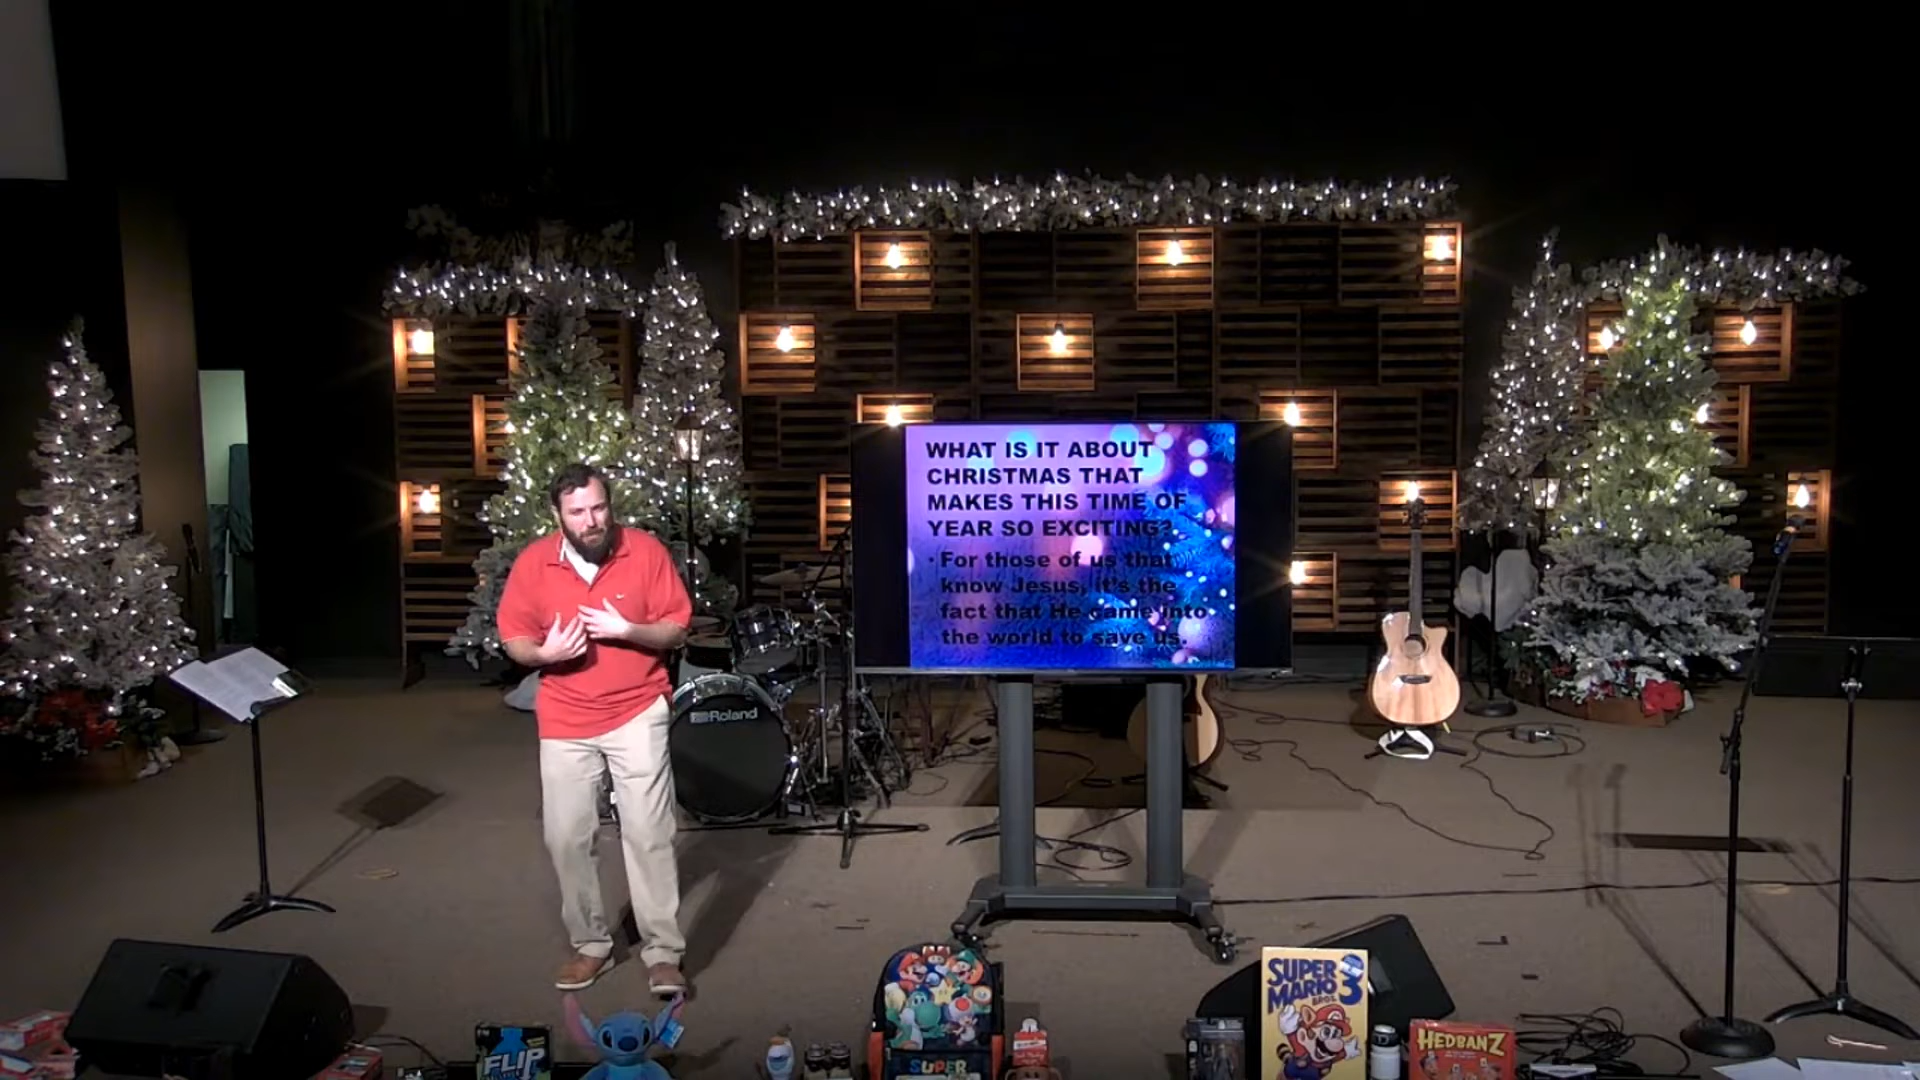 WHAT IS IT ABOUT
CHRISTMAS THAT
MAKES THIS TIME OF
YEAR SO EXCITING?
• For those of us that
know Jesus, it's the
fact that He came into
the world to save us.
Roland
SUPER
MARIO
BROS.
3
FLIP
SUPER
HEDBANZ